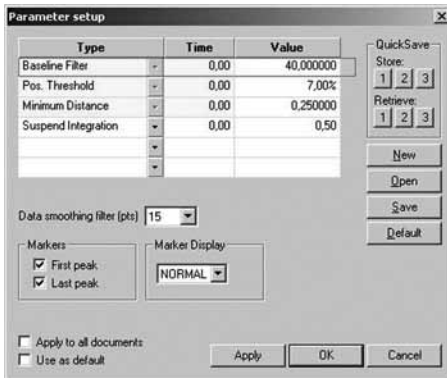 Parameter setup
Type Time Value
Baseline Filter 0,00 40,000000
Pos. Threshold 0,00 7,00%
Minimum Distance 0,00 0,250000
Suspend Integration 0,00 0,50
QuickSave
Store:
1 2 3
Retrieve:
1 2 3
New
Open
Save
Default
Data smoothing filter (pts) 15
Markers
First peak
Last peak
Marker Display
NORMAL
Apply to all documents
Use as default
Apply OK Cancel